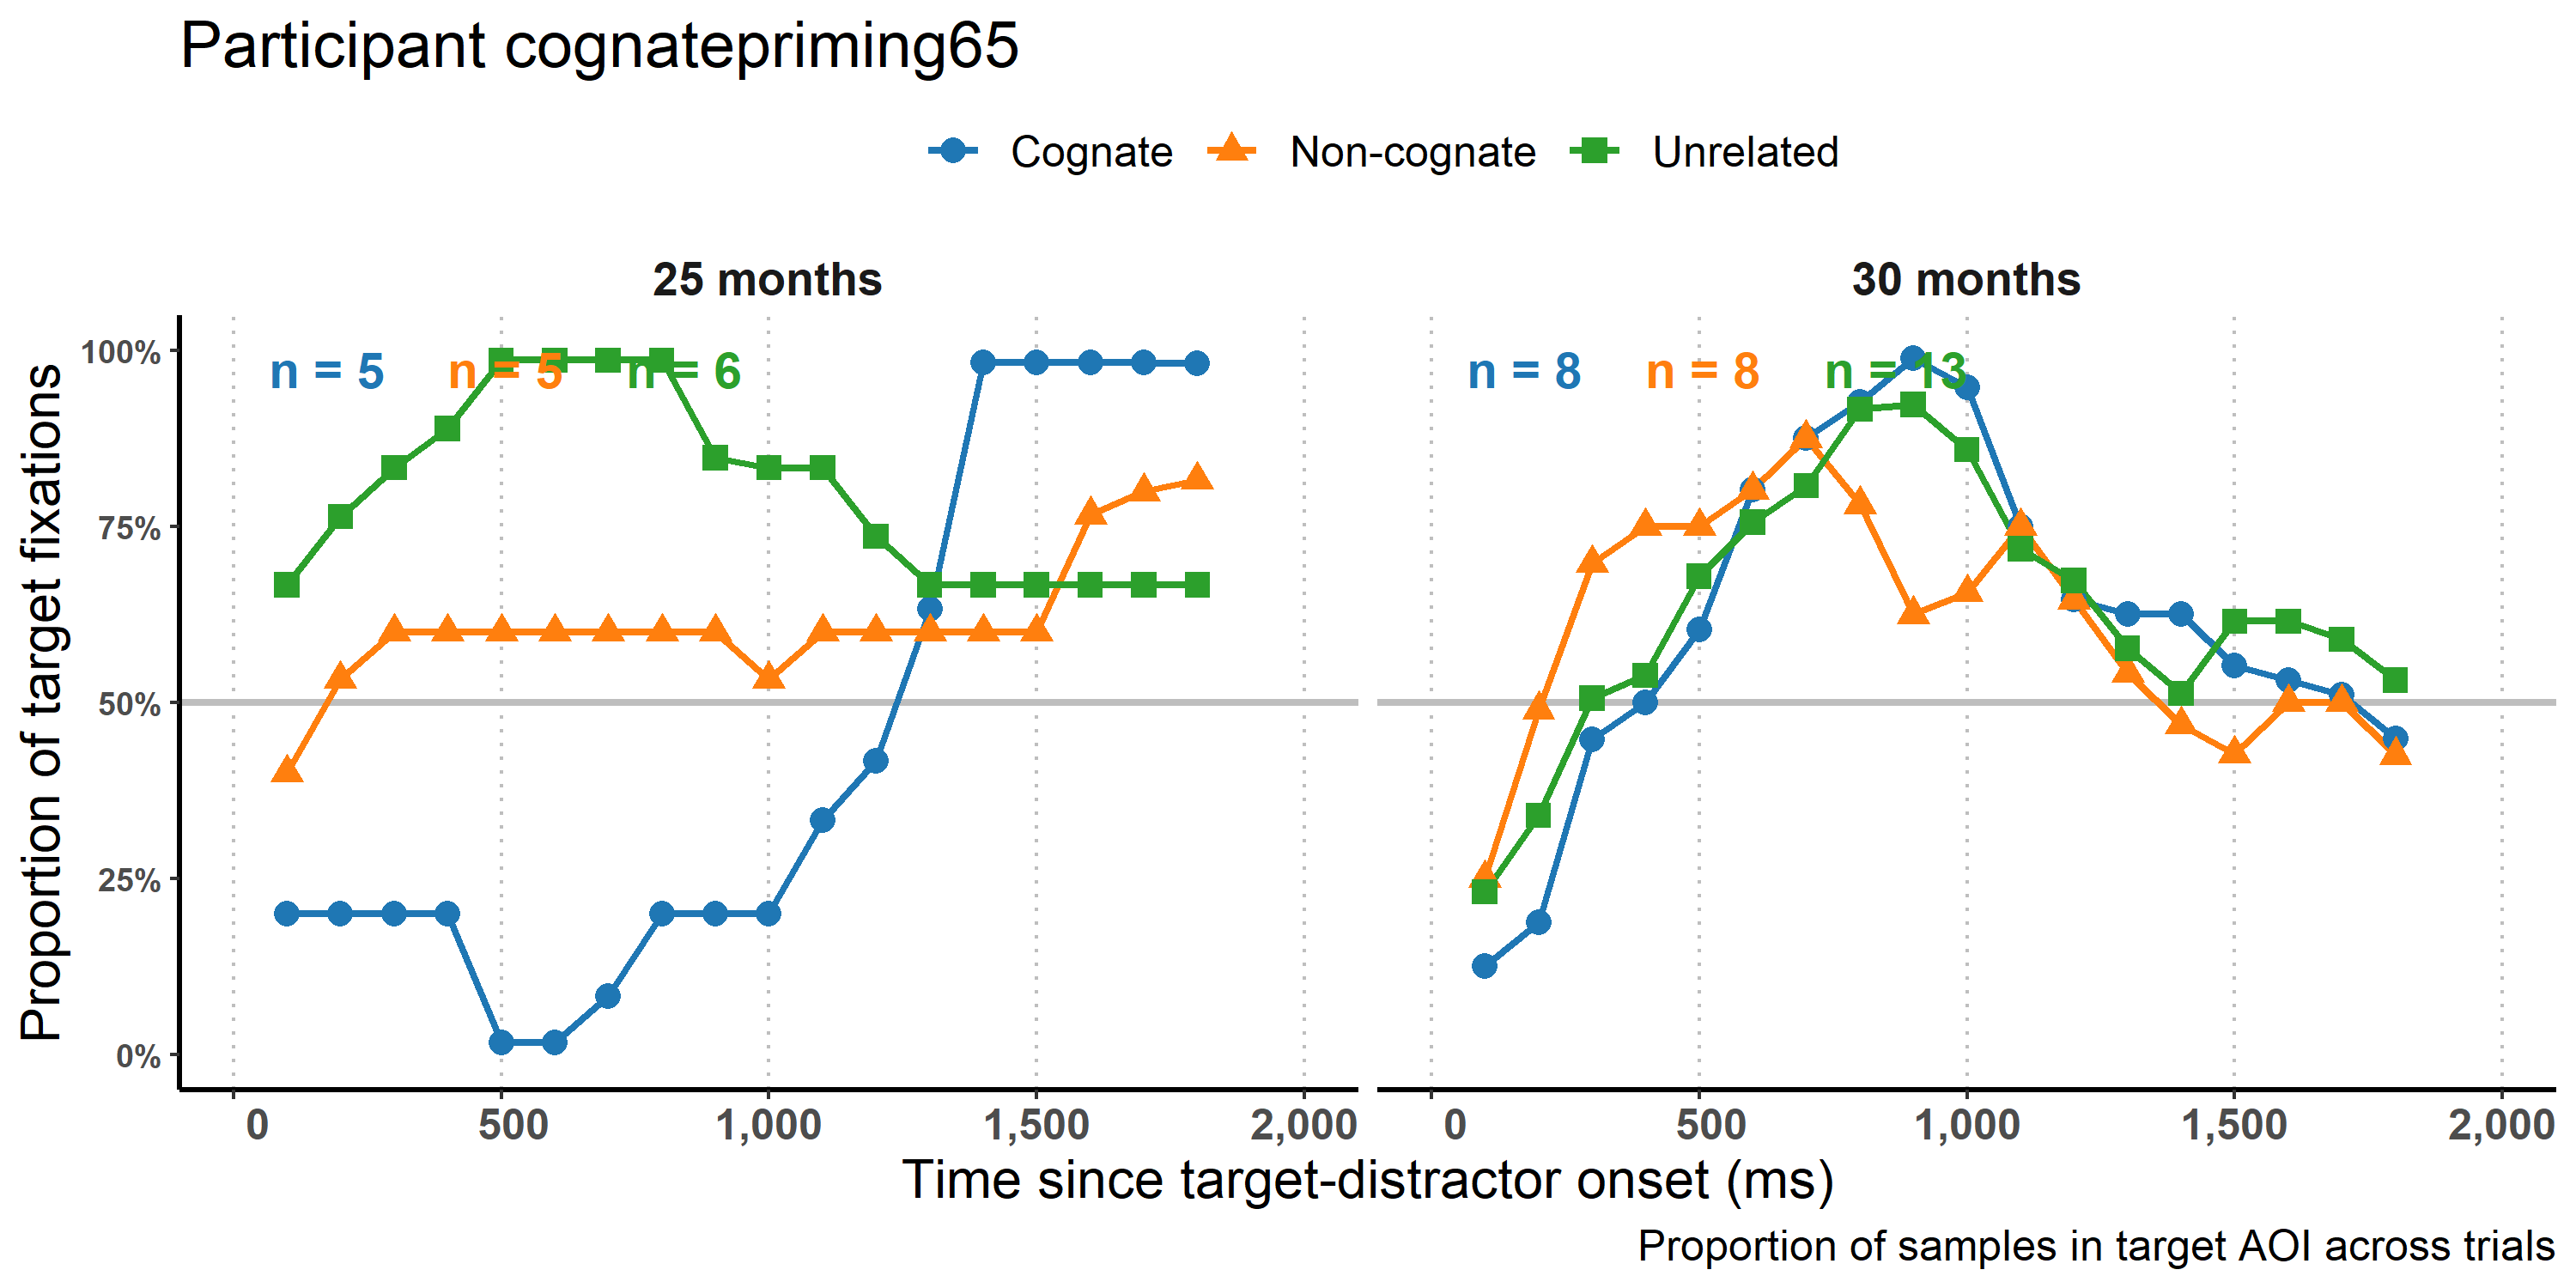 Participant cognatepriming65
Cognate Non-cognate Unrelated
25 months 30 months
n = 5 n = 5 n = 6 n = 8 n = 8 n = 13
100%
75%
50%
25%
0%
Proportion of target fixations
0 500 1,000 1,500 2,000 0 500 1,000 1,500 2,000
Time since target-distractor onset (ms)
Proportion of samples in target AOI across trials